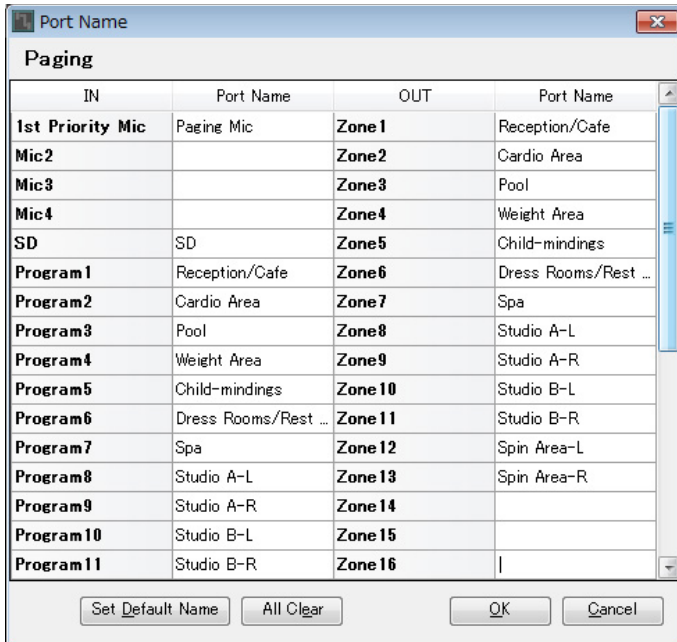 Port Name
Paging
IN Port Name OUT Port Name
1st Priority Mic Paging Mic Zone1 Reception/Cafe
Mic2 Zone2 Cardio Area
Mic3 Zone3 Pool
Mic4 Zone4 Weight Area
SD SD Zone5 Child-mindings
Program1 Reception/Cafe Zone6 Dress Rooms/Rest ...
Program2 Cardio Area Zone7 Spa
Program3 Pool Zone8 Studio A-L
Program4 Weight Area Zone9 Studio A-R
Program5 Child-mindings Zone10 Studio B-L
Program6 Dress Rooms/Rest ... Zone11 Studio B-R
Program7 Spa Zone12 Spin Area-L
Program8 Studio A-L Zone13 Spin Area-R
Program9 Studio A-R Zone14
Program10 Studio B-L Zone15
Program11 Studio B-R Zone16
Set Default Name All Clear OK Cancel